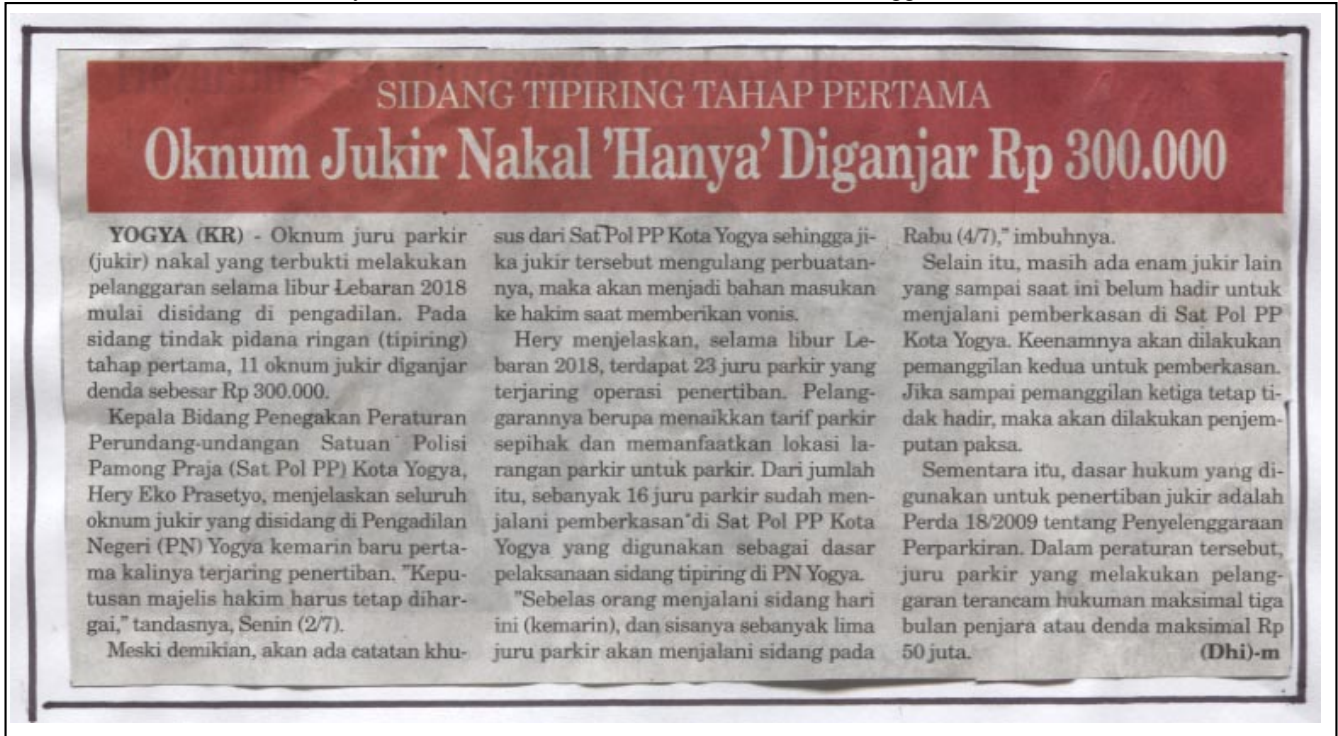 SIDANG TIPIRING TAHAP PERTAMA
Oknum Jukir Nakal 'Hanya' Diganjar Rp 300.000
YOGYA (KR) - Oknum juru parkir
(jukir) nakal yang terbukti melakukan
pelanggaran selama libur Lebaran 2018
mulai disidang di pengadilan. Pada
sidang tindak pidana ringan (tipiring)
tahap pertama, 11 oknum jukir diganjar
denda sebesar Rp 300.000.
Kepala Bidang Penegakan Peraturan
Perundang-undangan Satuan Polisi
Pamong Praja (Sat Pol PP) Kota Yogya,
Hery Eko Prasetyo, menjelaskan seluruh
oknum jukir yang disidang di Pengadilan
Negeri (PN) Yogya kemarin baru perta-
ma kalinya terjaring penertiban. "Kepu-
tusan majelis hakim harus tetap dihar-
gai," tandasnya, Senin (2/7).
Meski demikian, akan ada catatan khu-
sus dari Sat Pol PP Kota Yogya sehingga ji-
ka jukir tersebut mengulang perbuatan-
nya, maka akan menjadi bahan masukan
ke hakim saat memberikan vonis.
Hery menjelaskan, selama libur Le-
baran 2018, terdapat 23 juru parkir yang
terjaring operasi penertiban. Pelang-
garannya berupa menaikkan tarif parkir
sepihak dan memanfaatkan lokasi la-
rangan parkir untuk parkir. Dari jumlah
itu, sebanyak 16 juru parkir sudah men-
jalani pemberkasan di Sat Pol PP Kota
Yogya yang digunakan sebagai dasar
pelaksanaan sidang tipiring di PN Yogya.
"Sebelas orang menjalani sidang hari
ini (kemarin), dan sisanya sebanyak lima
juru parkir akan menjalani sidang pada
Rabu (4/7)," imbuhnya.
Selain itu, masih ada enam jukir lain
yang sampai saat ini belum hadir untuk
menjalani pemberkasan di Sat Pol PP
Kota Yogya. Keenamnya akan dilakukan
pemanggilan kedua untuk pemberkasan.
Jika sampai pemanggilan ketiga tetap ti-
dak hadir, maka akan dilakukan penjem-
putan paksa.
Sementara itu, dasar hukum yang di-
gunakan untuk penertiban jukir adalah
Perda 18/2009 tentang Penyelenggaraan
Perparkiran. Dalam peraturan tersebut,
juru parkir yang melakukan pelang-
garan terancam hukuman maksimal tiga
bulan penjara atau denda maksimal Rp
50 juta. (Dhi)-m